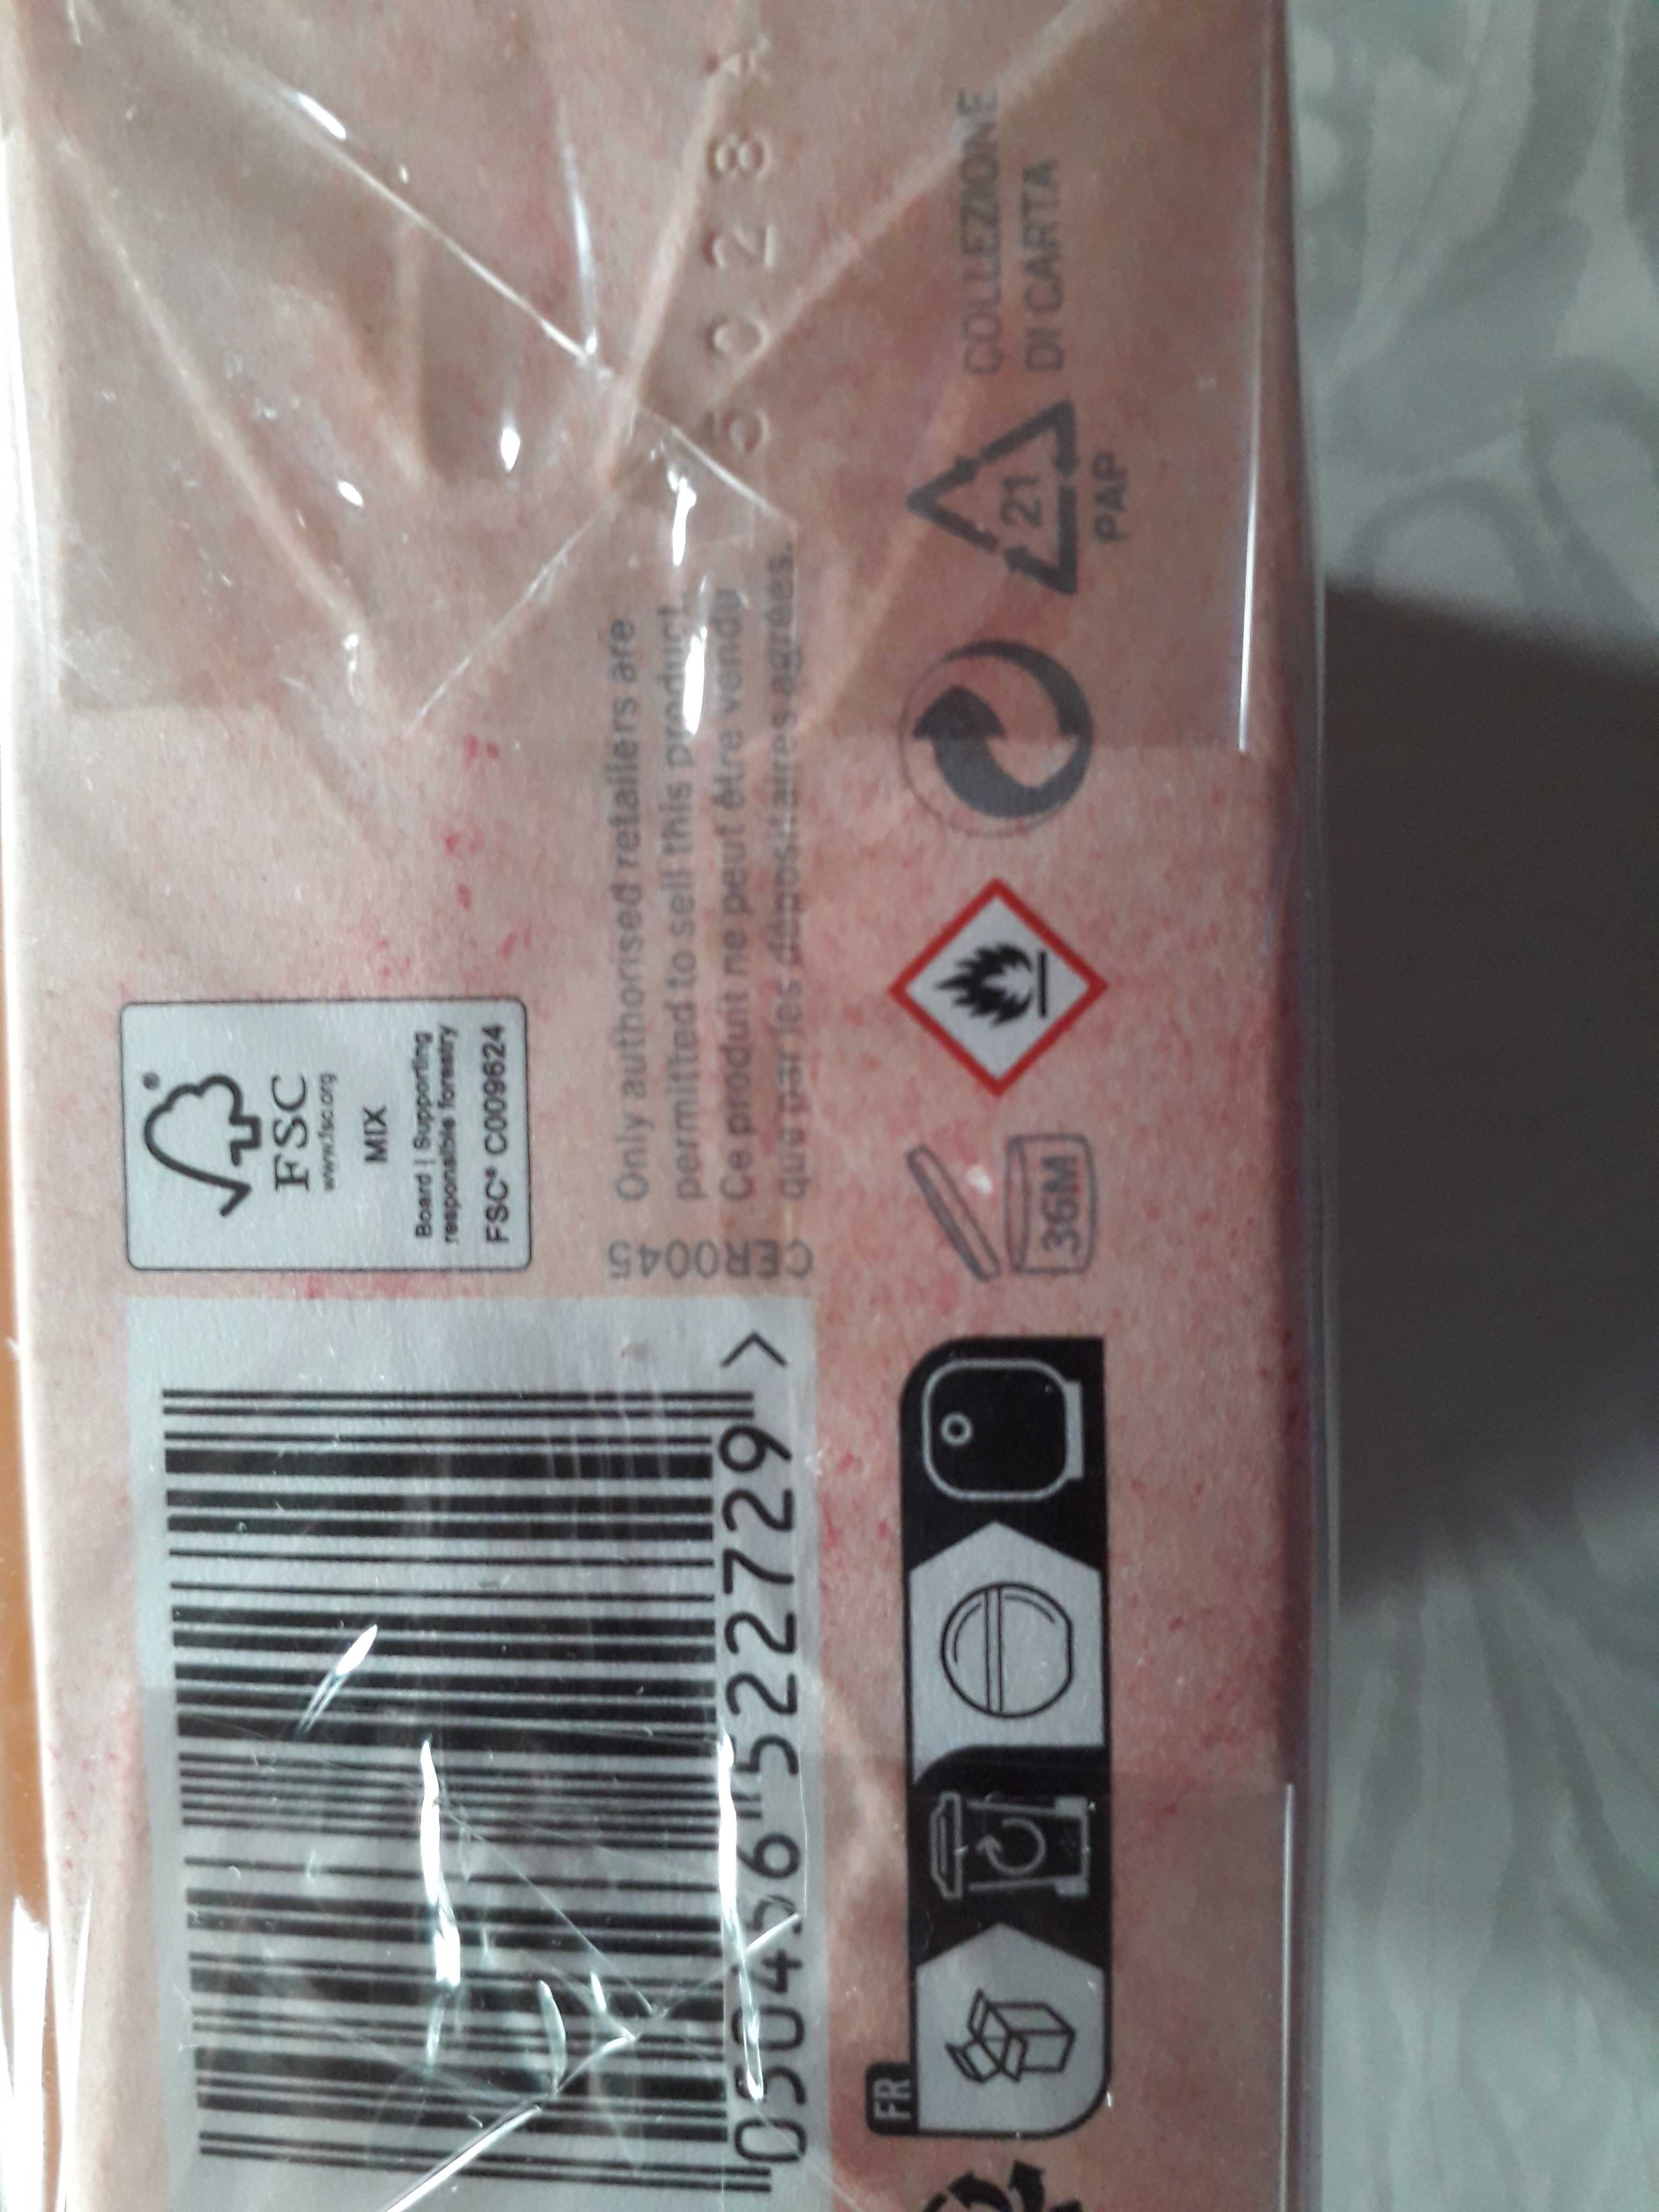 FSC
www.fsc.org
MIX
Board | Supporting
responsible forestry
FSC® C009624
5045456"522729>
CER0045
Only authorised retailers are
permitted to sell this product.
Ce produit ne peut être vendu
que par les dépositaires agréés.
5028
FR
36M
21
PAP
COLLEZIONE
DI CARTA